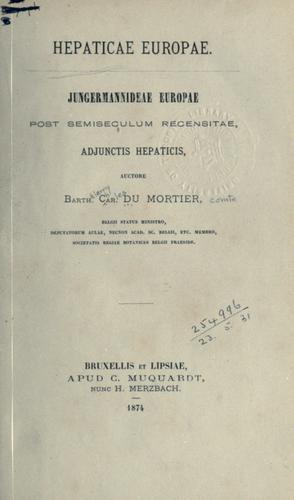 HEPATICAE EUROPAE.
JUNGERMANNIDEAE EUROPAE
POST SEMISECULUM RECENSITAE,
ADJUNCTIS HEPATICIS,
AUCTORE
BARTH. CAR. DU MORTIER, comte
BELGII STATUS MINISTRO,
DEPUTATORUM AULAE, NECNON ACAD. SC. BELGII, ETC. MEMBRO,
SOCIETATIS REGIAE BOTANICES BELGII PRAESIDE.
254996
23. 5. 31
BRUXELLIS ET LIPSIAE,
APUD C. MUQUARDT,
NUNC H. MERZBACH.
1874